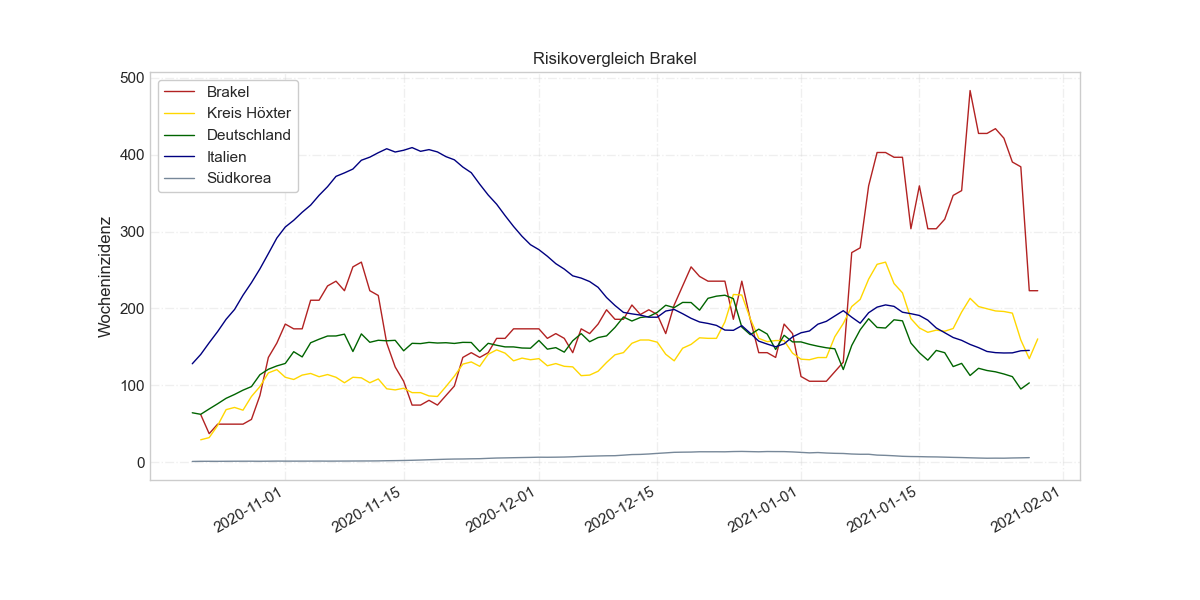 Risikovergleich Brakel
Wocheninzidenz
500
400
300
200
100
0
Brakel
Kreis Höxter
Deutschland
Italien
Südkorea
2020-11-01
2020-11-15
2020-12-01
2020-12-15
2021-01-01
2021-01-15
2021-02-01